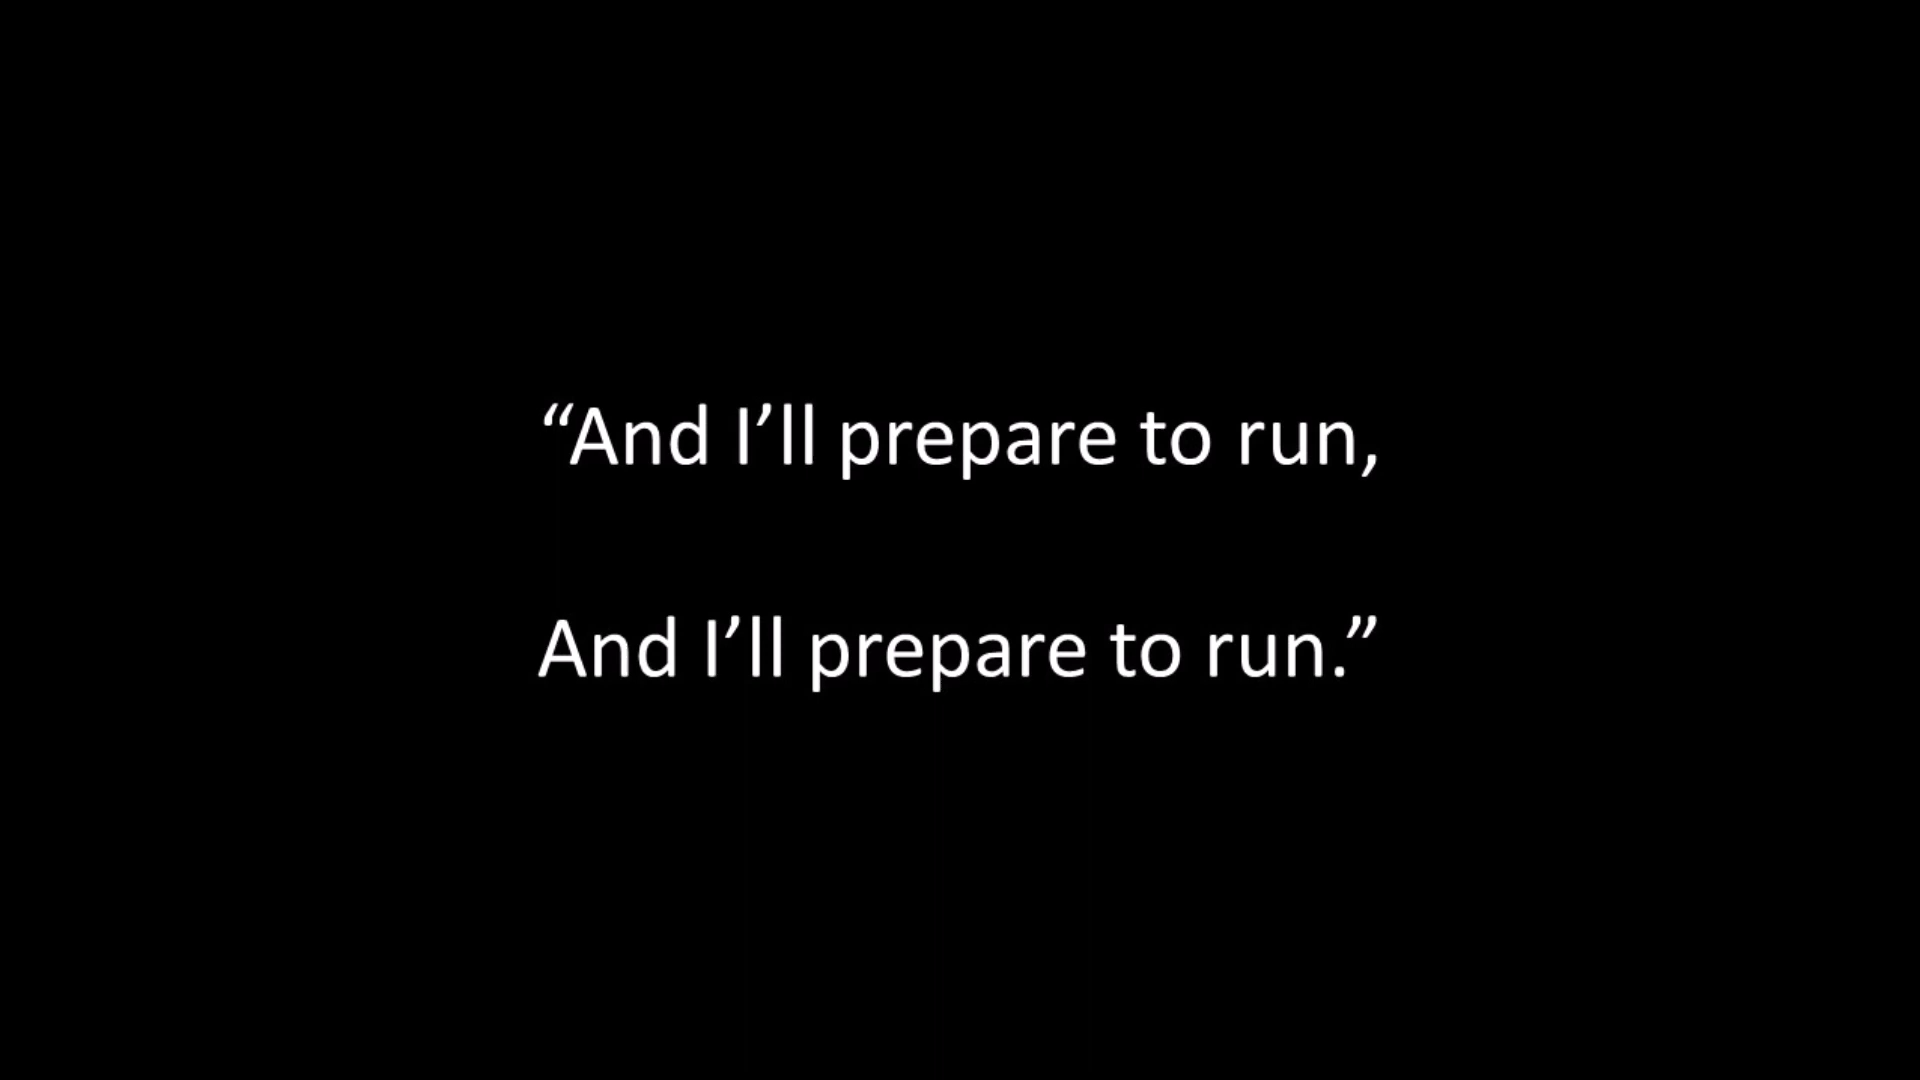 “And I’ll prepare to run,
And I’ll prepare to run.”